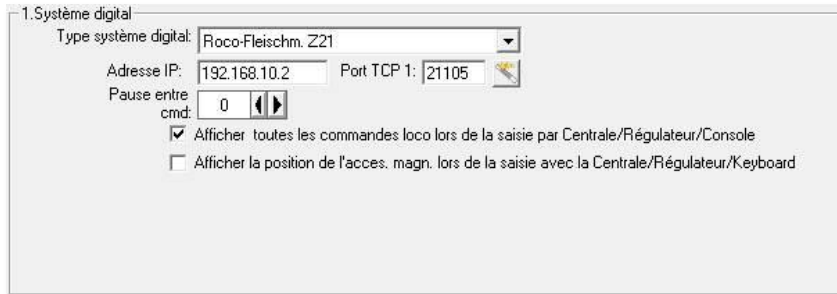 1.Système digital
Type système digital: Roco-Fleischm. Z21
Adresse IP: 192.168.10.2 Port TCP 1: 21105
Pause entre
cmd: 0
Afficher toutes les commandes loco lors de la saisie par Centrale/Régulateur/Console
Afficher la position de l'acces. magn. lors de la saisie avec la Centrale/Régulateur/Keyboard